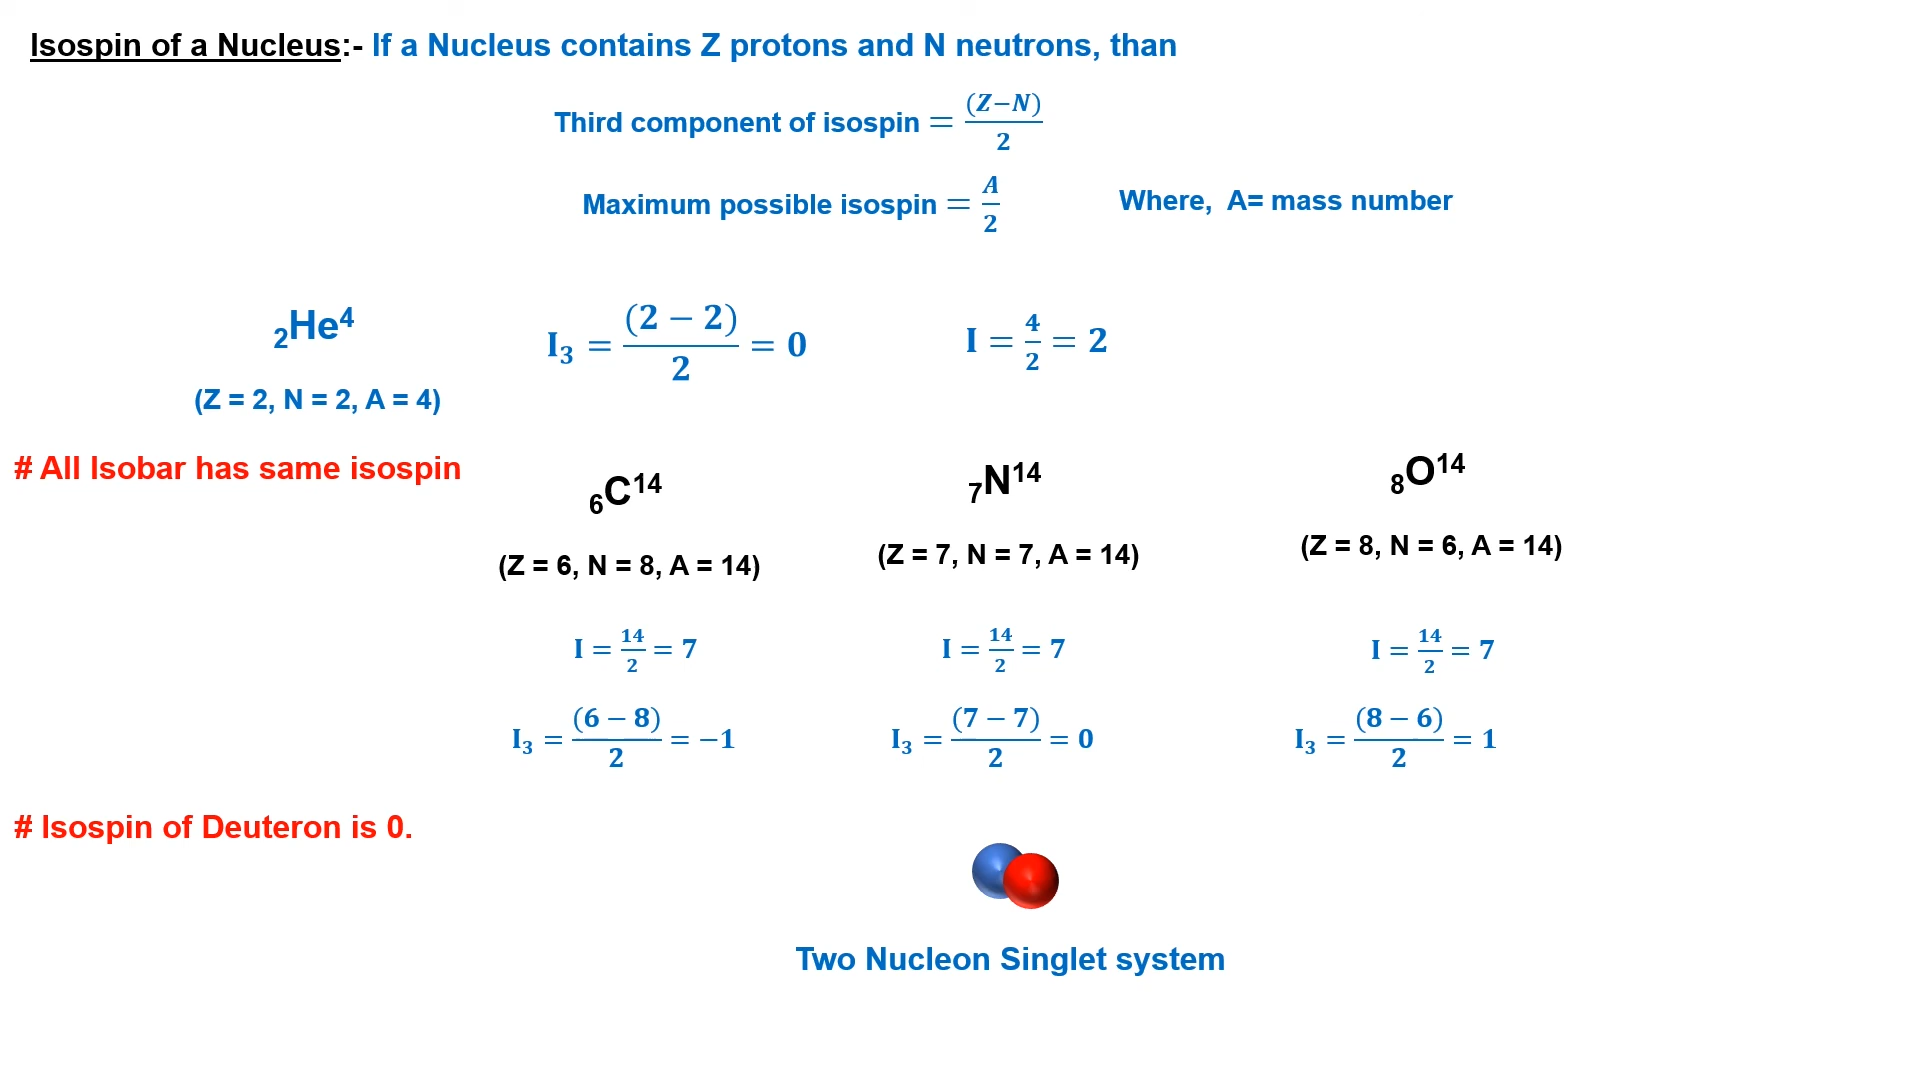 Isospin of a Nucleus:- If a Nucleus contains Z protons and N neutrons, than
Third component of isospin = (Z−N)/2
Maximum possible isospin = A/2 Where, A= mass number
₂He⁴ I₃ = (2 − 2)/2 = 0 I = 4/2 = 2
(Z = 2, N = 2, A = 4)
# All Isobar has same isospin
₆C¹⁴ ₇N¹⁴ ₈O¹⁴
(Z = 6, N = 8, A = 14) (Z = 7, N = 7, A = 14) (Z = 8, N = 6, A = 14)
I = 14/2 = 7 I = 14/2 = 7 I = 14/2 = 7
I₃ = (6 − 8)/2 = −1 I₃ = (7 − 7)/2 = 0 I₃ = (8 − 6)/2 = 1
# Isospin of Deuteron is 0.
Two Nucleon Singlet system